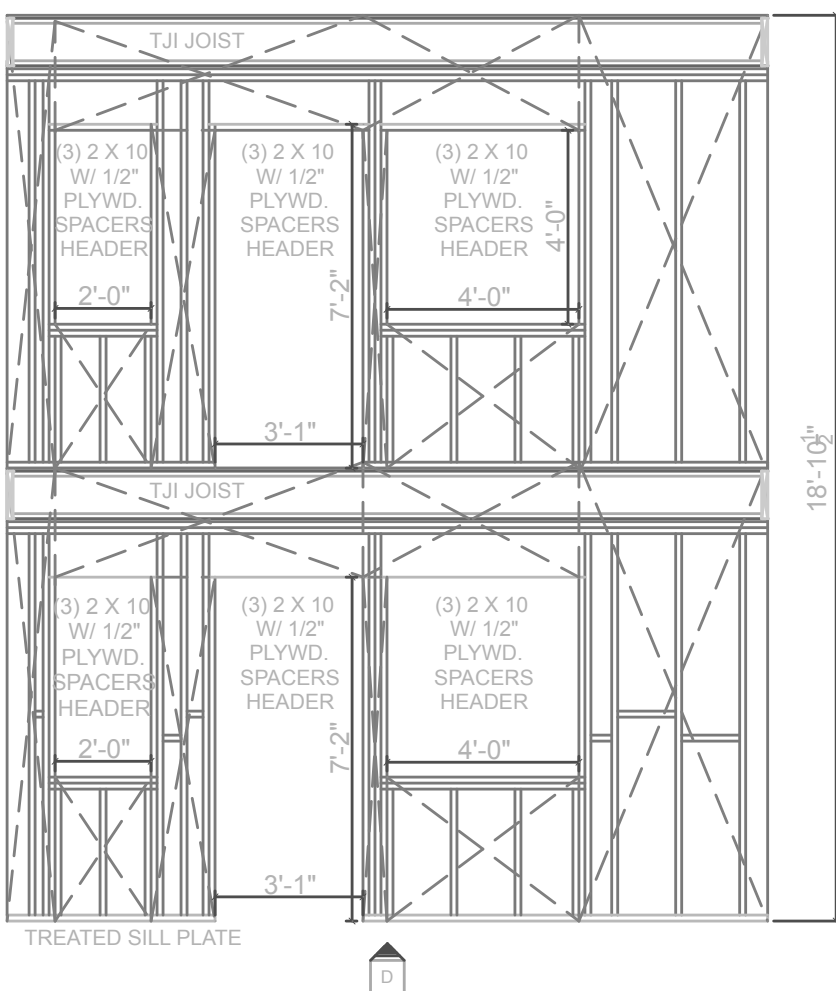 TJI JOIST
(3) 2 X 10
W/ 1/2"
PLYWD.
SPACERS
HEADER
(3) 2 X 10
W/ 1/2"
PLYWD.
SPACERS
HEADER
(3) 2 X 10
W/ 1/2"
PLYWD.
SPACERS
HEADER
4'-0"
2'-0"
7'-2"
4'-0"
3'-1"
18'-10 1/2"
TJI JOIST
(3) 2 X 10
W/ 1/2"
PLYWD.
SPACERS
HEADER
(3) 2 X 10
W/ 1/2"
PLYWD.
SPACERS
HEADER
(3) 2 X 10
W/ 1/2"
PLYWD.
SPACERS
HEADER
2'-0"
7'-2"
4'-0"
3'-1"
TREATED SILL PLATE
D